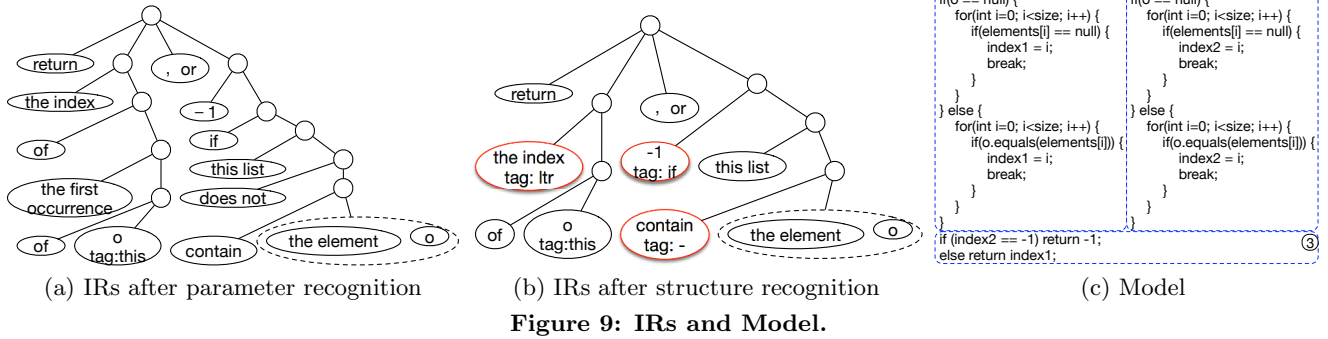 return
, or
the index
– 1
of
if
this list
the first
occurrence
does not
of
o
tag:this
contain
the element
o
(a) IRs after parameter recognition
return
, or
the index
tag: ltr
-1
tag: if
this list
of
o
tag:this
contain
tag: -
the element
o
(b) IRs after structure recognition
if(o == null) {
for(int i=0; i<size; i++) {
if(elements[i] == null) {
index1 = i;
break;
}
}
} else {
for(int i=0; i<size; i++) {
if(o.equals(elements[i])) {
index1 = i;
break;
}
}
}
if(o == null) {
for(int i=0; i<size; i++) {
if(elements[i] == null) {
index2 = i;
break;
}
}
} else {
for(int i=0; i<size; i++) {
if(o.equals(elements[i])) {
index2 = i;
break;
}
}
}
if (index2 == -1) return -1;
else return index1;
3
(c) Model
Figure 9: IRs and Model.